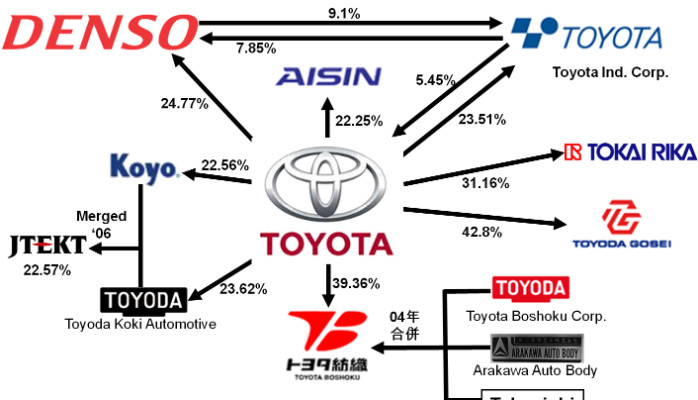 9.1%
DENSO
TOYOTA
7.85%
Toyota Ind. Corp.
AISIN
5.45%
24.77%
22.25%
23.51%
Koyo.
22.56%
TOKAI RIKA
31.16%
Merged
‘06
JTEKT
22.57%
TOYOTA
42.8%
TG
TOYODA GOSEI
TOYODA
Toyoda Koki Automotive
23.62%
39.36%
TOYODA
Toyota Boshoku Corp.
04年
合併
トヨタ紡織
TOYOTA BOSHOKU
ARAKAWA AUTO BODY
Arakawa Auto Body